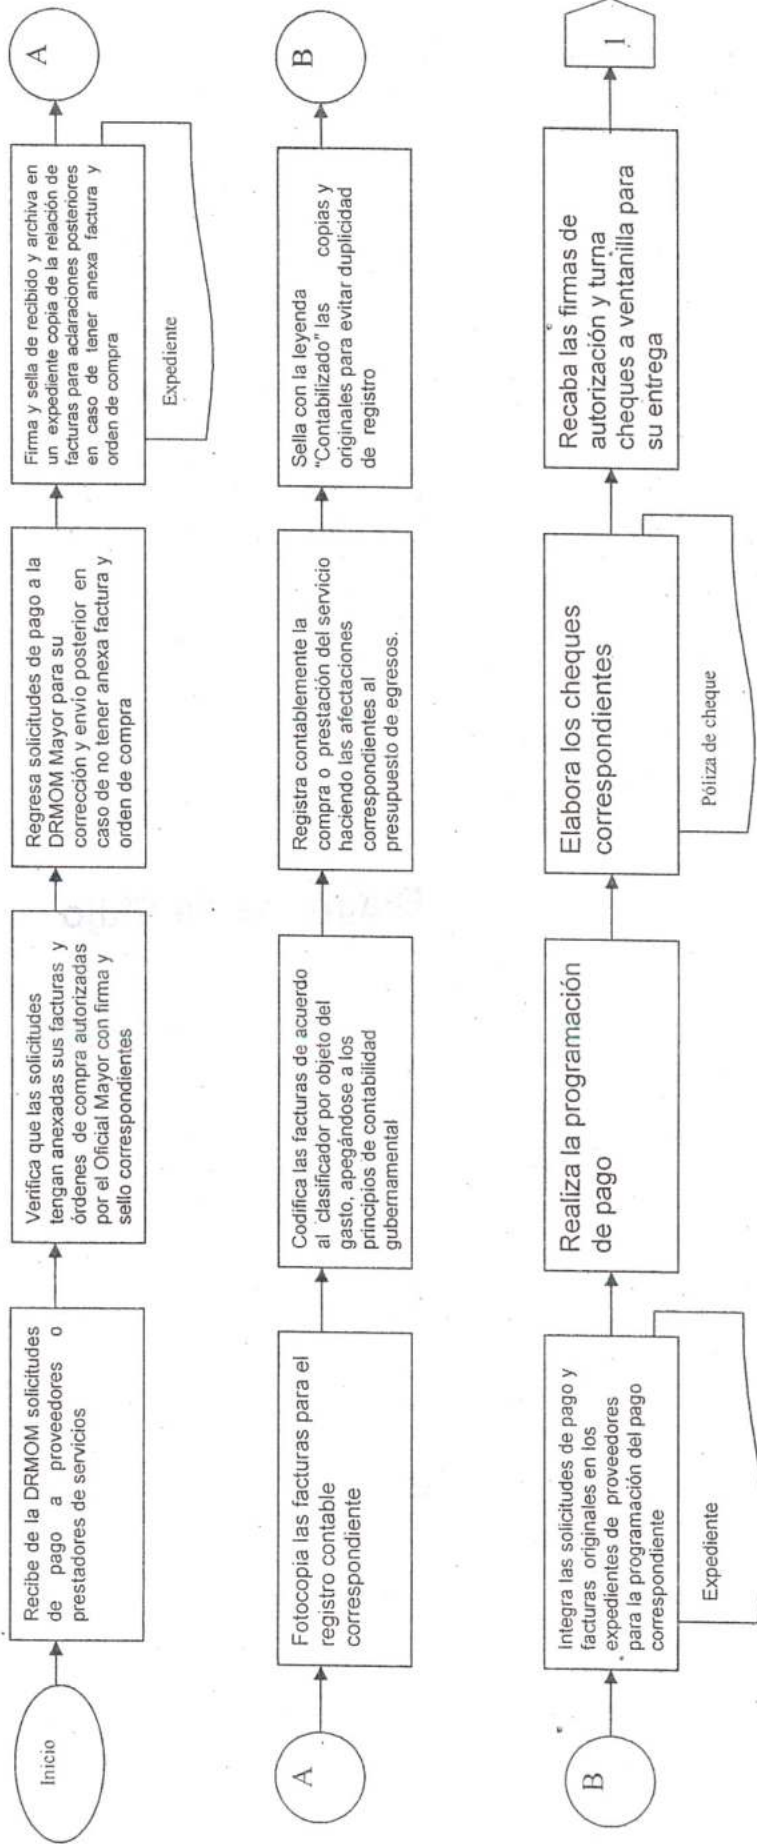 Inicio
Recibe de la DRMOM solicitudes
de pago a proveedores o
prestadores de servicios
Verifica que las solicitudes
tengan anexadas sus facturas y
órdenes de compra autorizadas
por el Oficial Mayor con firma y
sello correspondientes
Regresa solicitudes de pago a la
DRMOM Mayor para su
corrección y envío posterior en
caso de no tener anexa factura y
orden de compra
Firma y sella de recibido y archiva en
un expediente copia de la relación de
facturas para aclaraciones posteriores
en caso de tener anexa factura y
orden de compra
Expediente
A
A
Fotocopia las facturas para el
registro contable
correspondiente
Codifica las facturas de acuerdo
al clasificador por objeto del
gasto, apegándose a los
principios de contabilidad
gubernamental
Registra contablemente la
compra o prestación del servicio
haciendo las afectaciones
correspondientes al
presupuesto de egresos.
Sella con la leyenda
"Contabilizado" las copias y
originales para evitar duplicidad
de registro
B
B
Integra las solicitudes de pago y
facturas originales en los
expedientes de proveedores
para la programación del pago
correspondiente
Expediente
Realiza la programación
de pago
Elabora los cheques
correspondientes
Póliza de cheque
Recaba las firmas de
autorización y turna
cheques a ventanilla para
su entrega
1